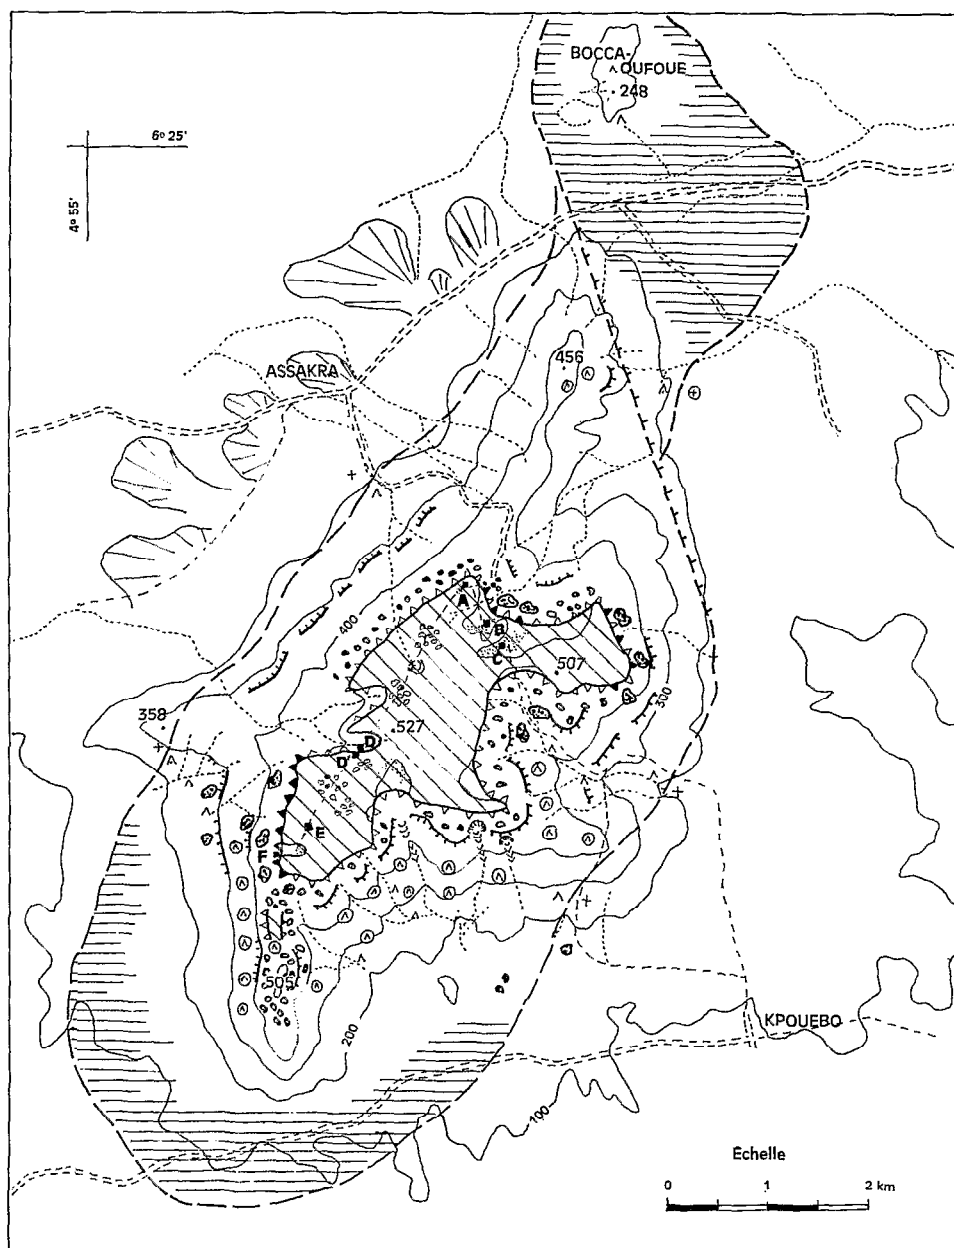 BOCCA-
OUFOUE
248
6° 25'
4° 55'
456
ASSAKRA
A
400
B
C
507
300
358
D
527
D'
E
F
505
200
KPOUEBO
100
Echelle
0 1 2 km